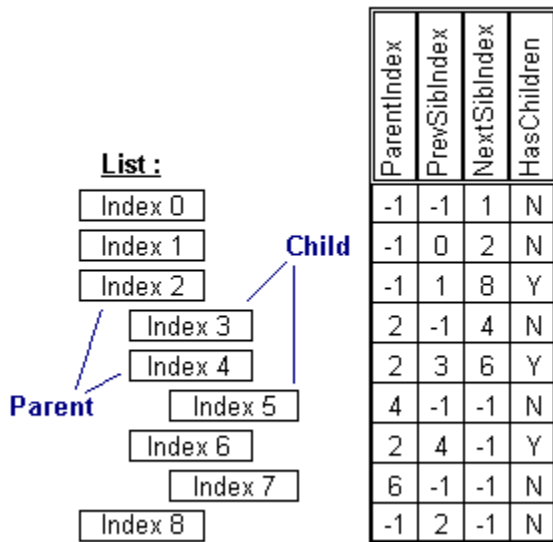 ParentIndex PrevSibIndex NextSibIndex HasChildren
List :
Index 0 -1 -1 1 N
Index 1 Child -1 0 2 N
Index 2 -1 1 8 Y
Index 3 2 -1 4 N
Index 4 2 3 6 Y
Parent Index 5 4 -1 -1 N
Index 6 2 4 -1 Y
Index 7 6 -1 -1 N
Index 8 -1 2 -1 N